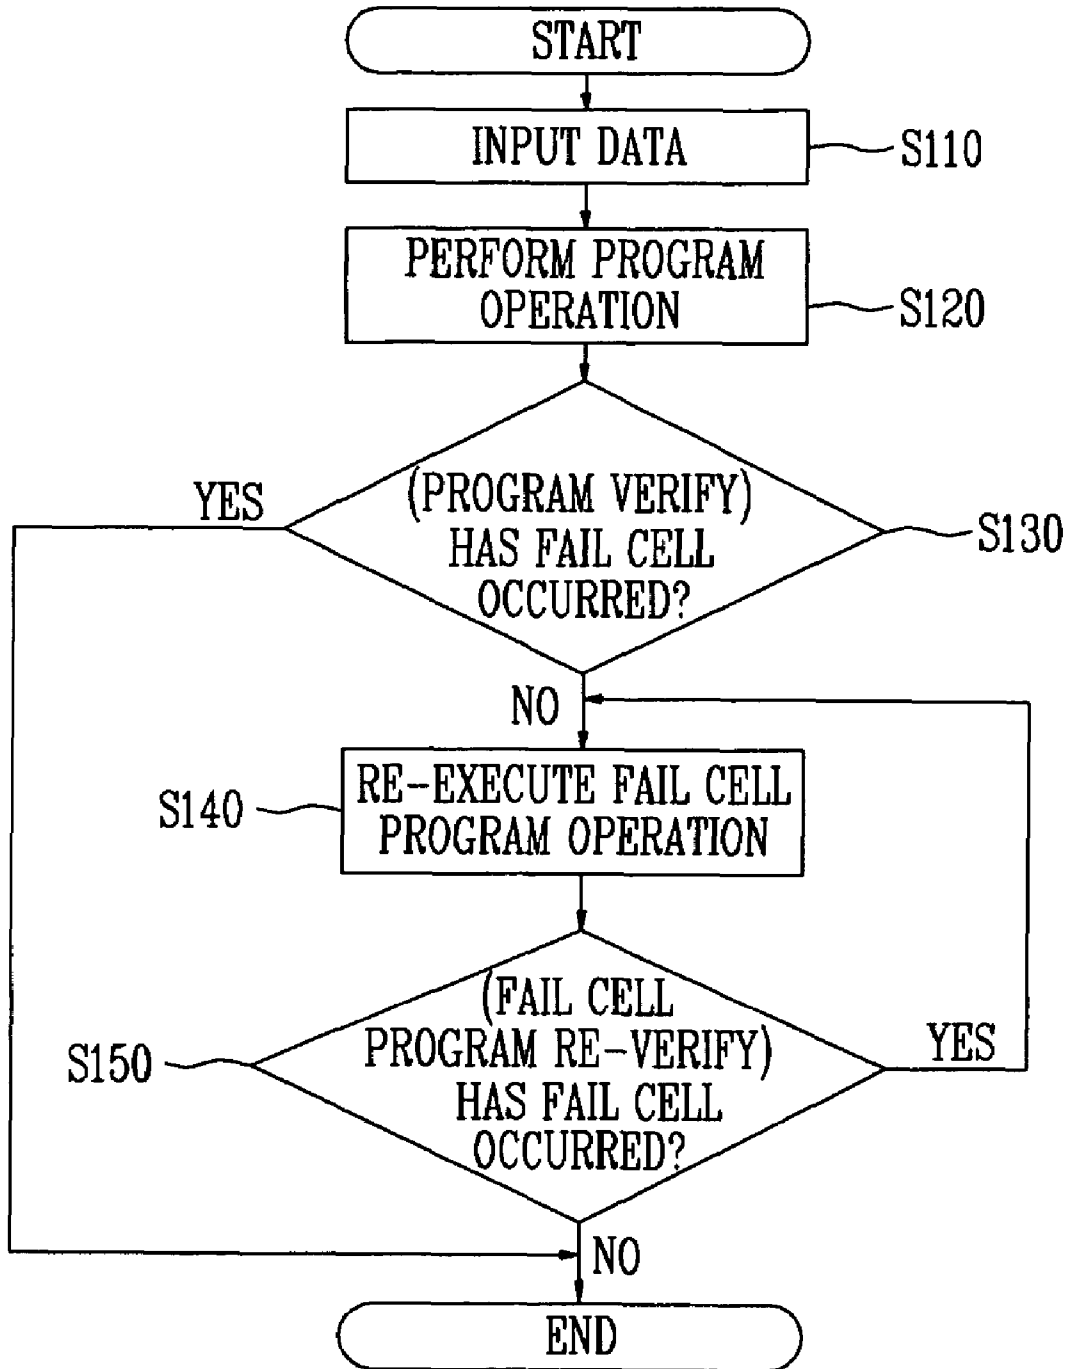 START
INPUT DATA
S110
PERFORM PROGRAM
OPERATION
S120
(PROGRAM VERIFY)
HAS FAIL CELL
OCCURRED?
YES
S130
NO
RE-EXECUTE FAIL CELL
PROGRAM OPERATION
S140
(FAIL CELL
PROGRAM RE-VERIFY)
HAS FAIL CELL
OCCURRED?
S150
YES
NO
END